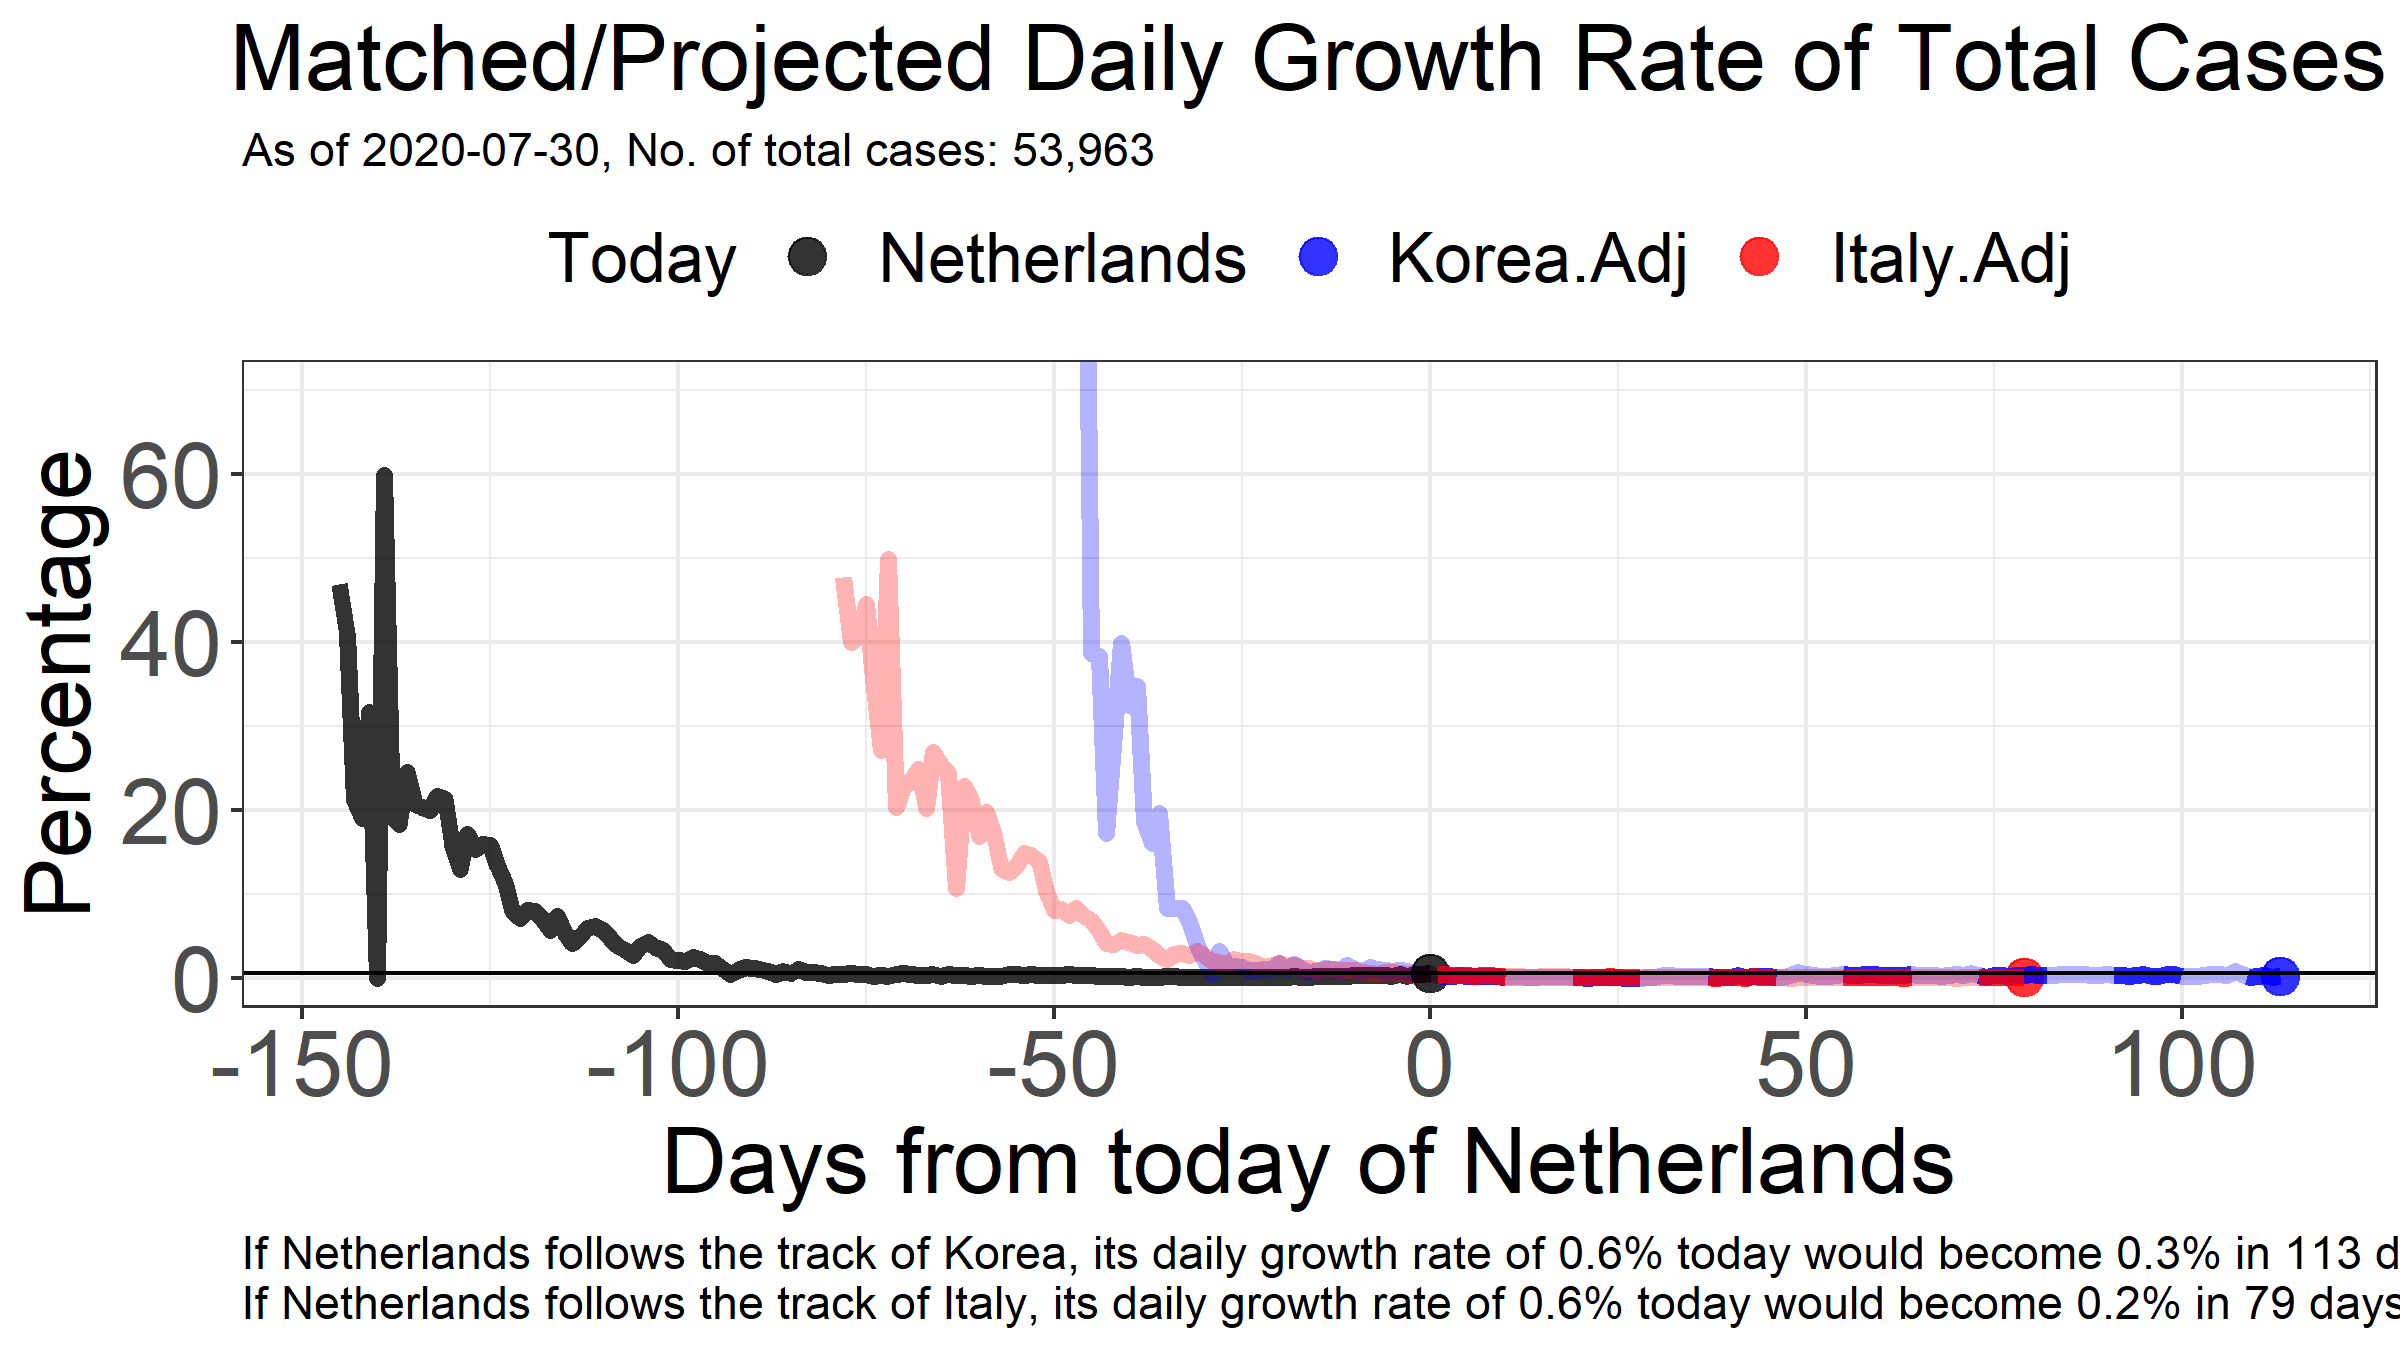 Matched/Projected Daily Growth Rate of Total Cases
As of 2020-07-30, No. of total cases: 53,963
Today Netherlands Korea.Adj Italy.Adj
Percentage
60
40
20
0
-150 -100 -50 0 50 100
Days from today of Netherlands
If Netherlands follows the track of Korea, its daily growth rate of 0.6% today would become 0.3% in 113 d
If Netherlands follows the track of Italy, its daily growth rate of 0.6% today would become 0.2% in 79 days